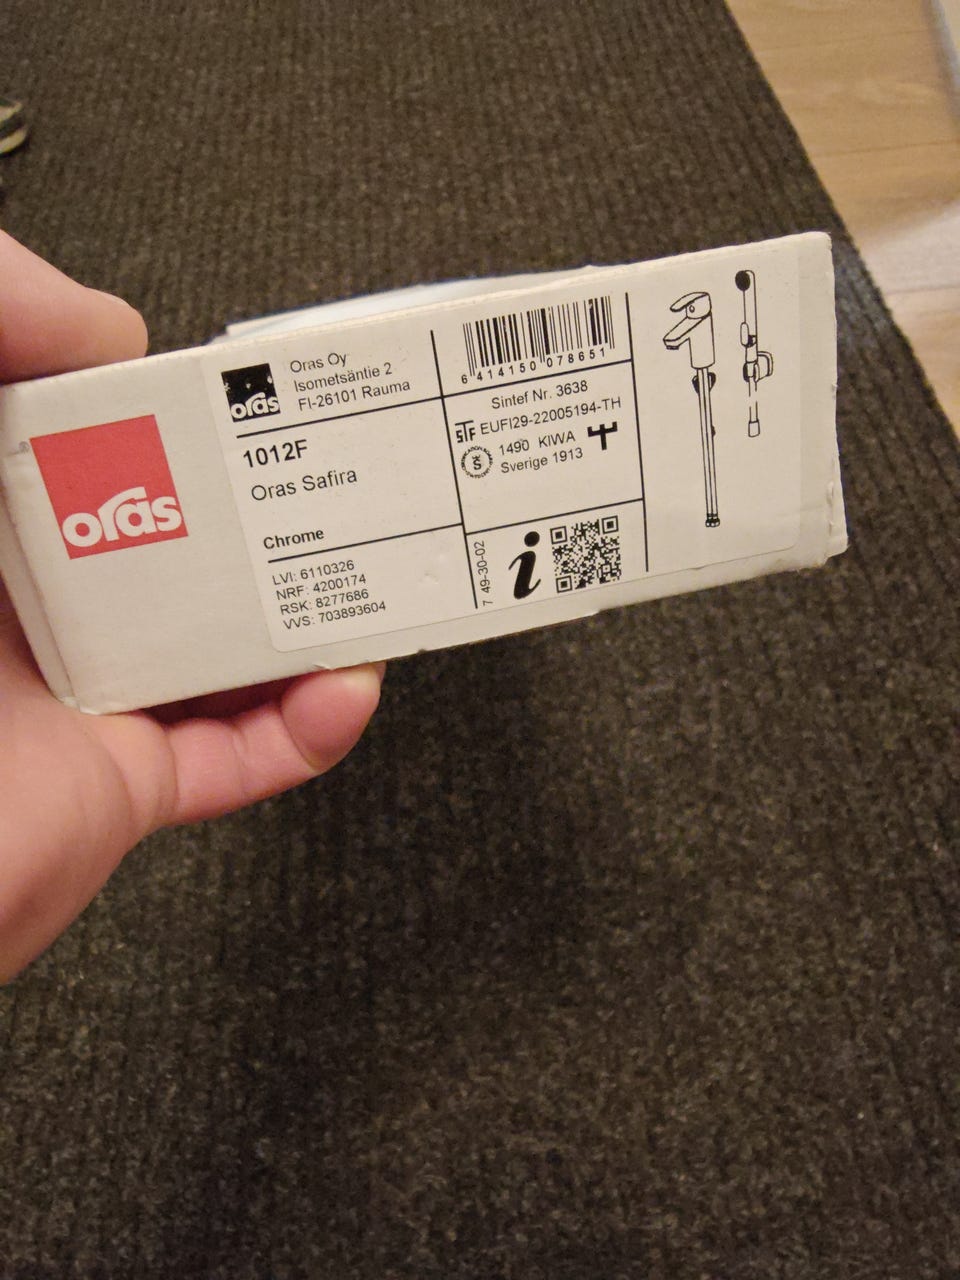 oras
oras
Oras Oy
Isometsäntie 2
FI-26101 Rauma
1012F
Oras Safira
Chrome
LVI: 6110326
NRF: 4200174
RSK: 8277686
VVS: 703893604
6 414150 078651
Sintef Nr. 3638
STF EUFI29-22005194-TH
1490 KIWA
Sverige 1913
7 49-30-02
i